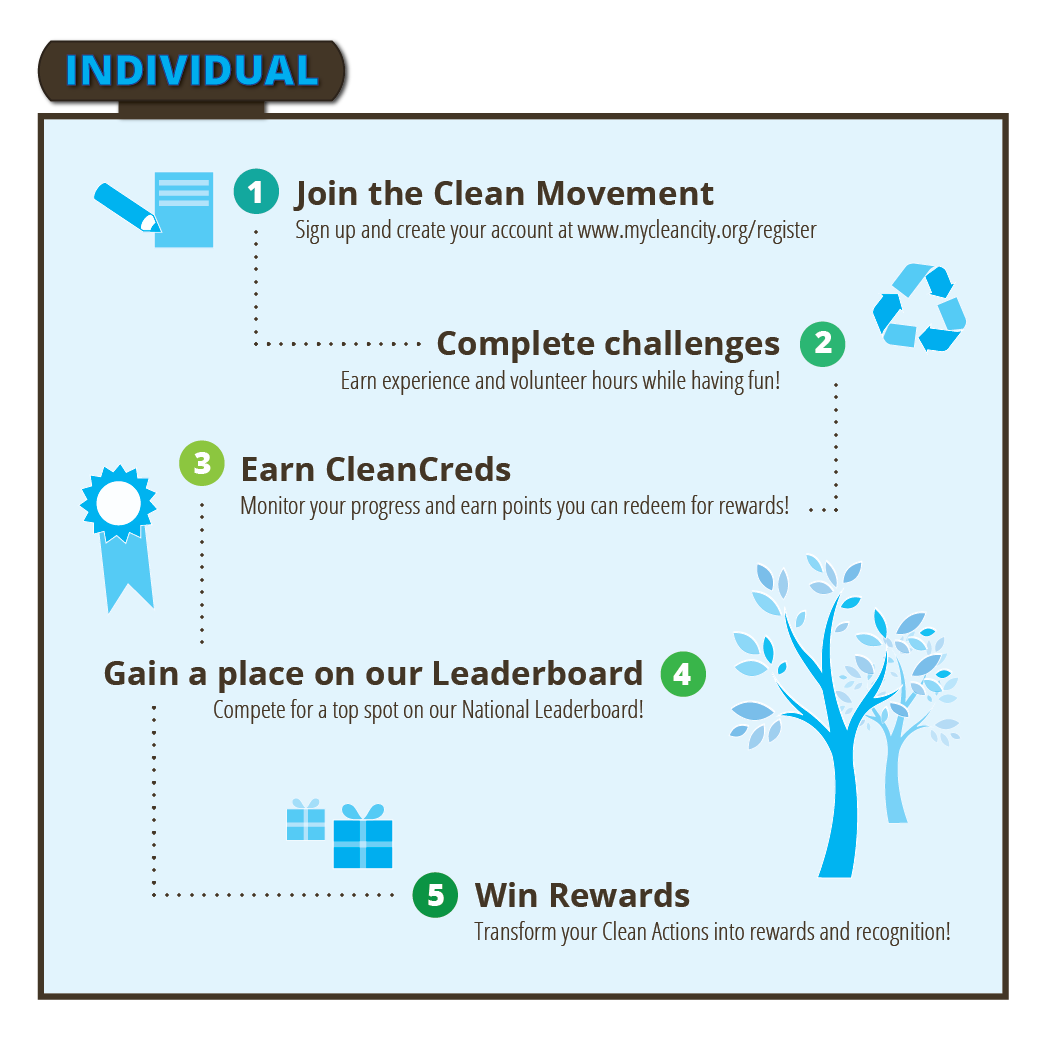 INDIVIDUAL
1 Join the Clean Movement
Sign up and create your account at www.mycleancity.org/register
Complete challenges 2
Earn experience and volunteer hours while having fun!
3 Earn CleanCreds
Monitor your progress and earn points you can redeem for rewards!
Gain a place on our Leaderboard 4
Compete for a top spot on our National Leaderboard!
5 Win Rewards
Transform your Clean Actions into rewards and recognition!